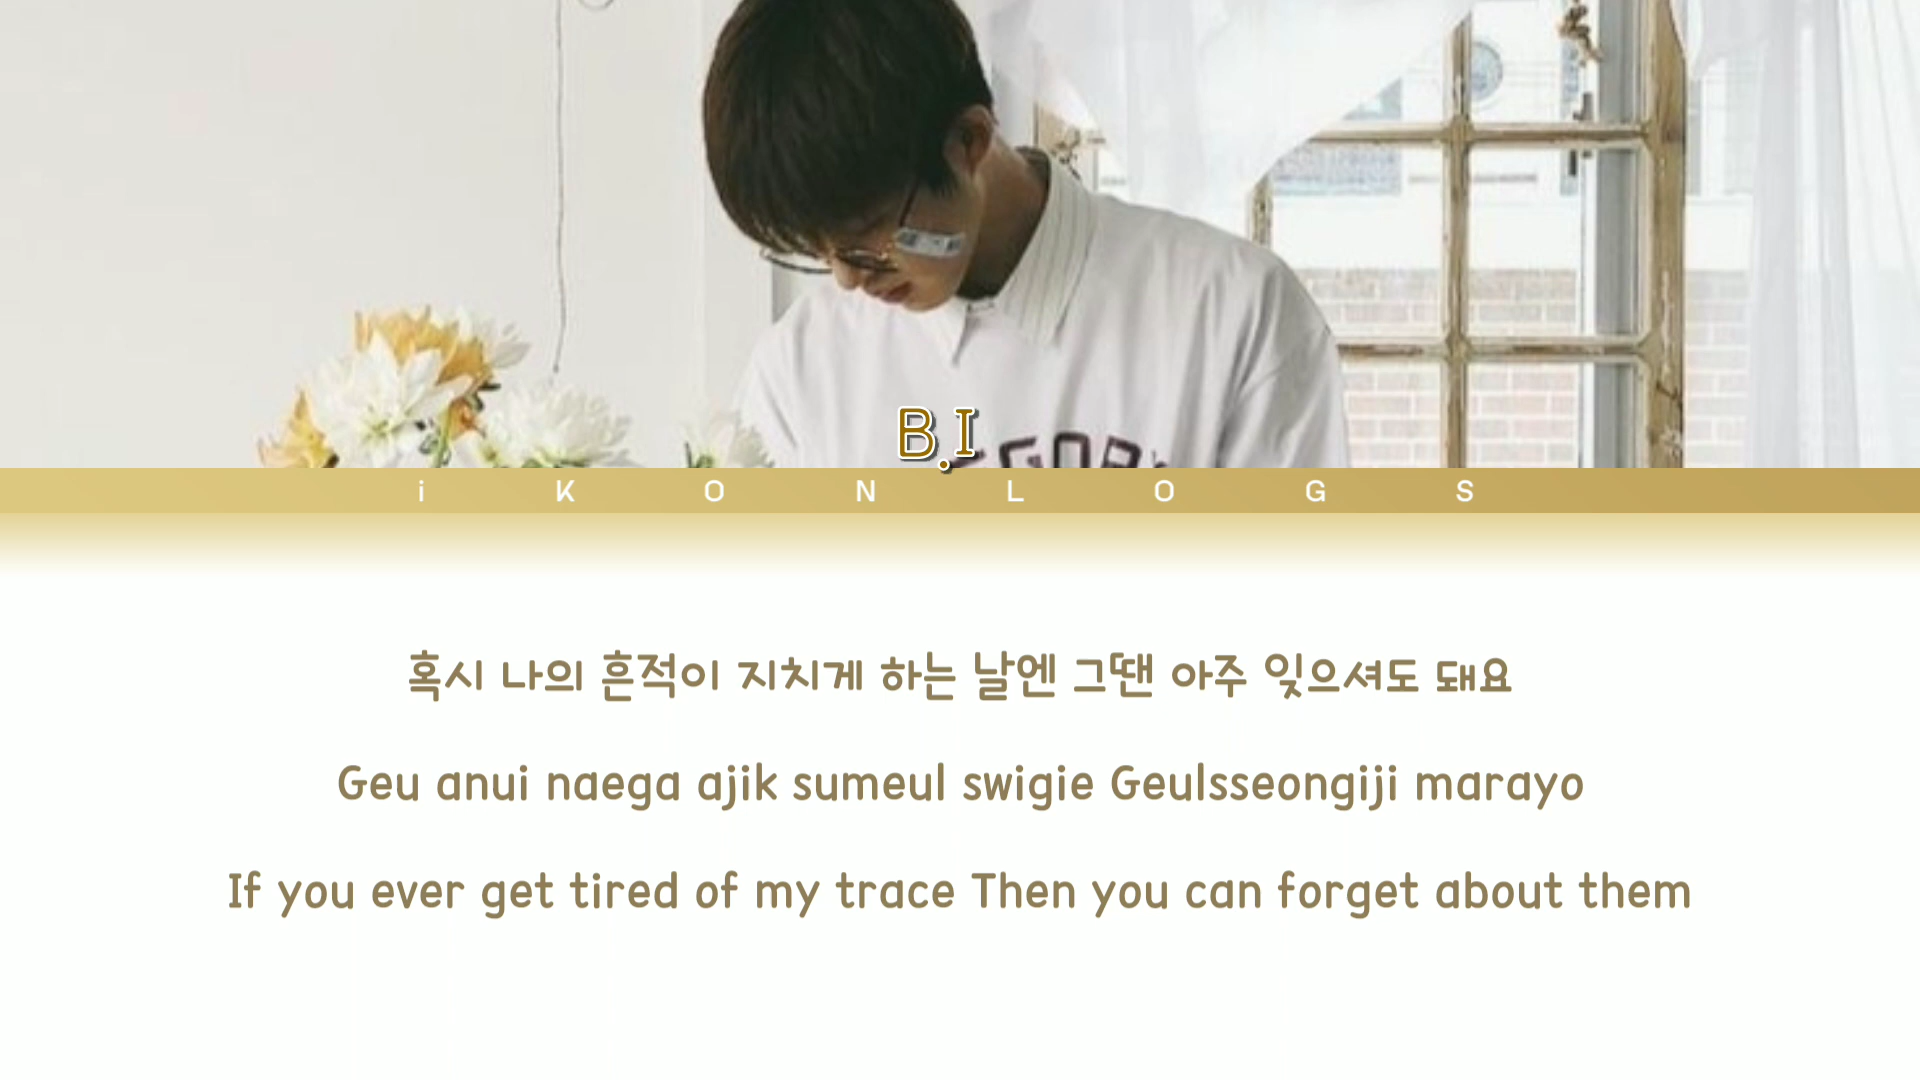 B.I
iKONLOGS
혹시 나의 흔적이 지치게 하는 날엔 그땐 아주 잊으셔도 돼요
Geu anui naega ajik sumeul swigie Geulsseongiji marayo
If you ever get tired of my trace Then you can forget about them